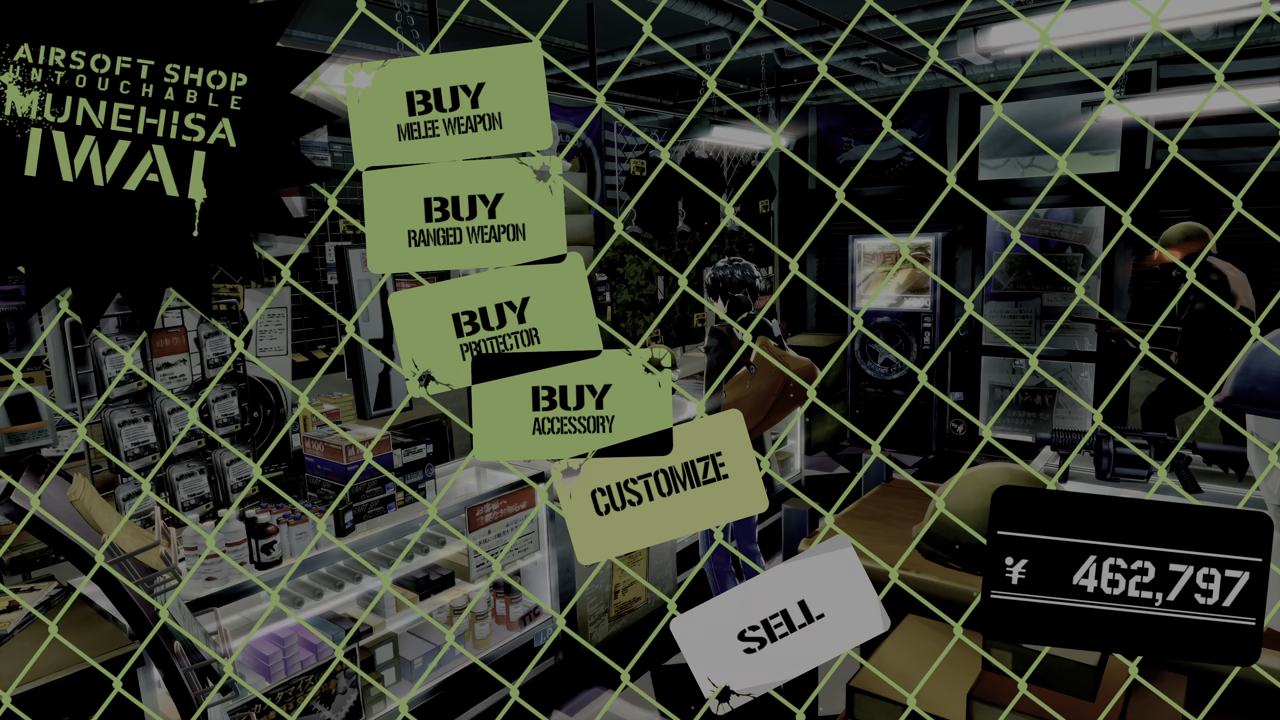 AIRSOFT SHOP
UNTOUCHABLE
MUNEHISA
IWAI
BUY
MELEE WEAPON
BUY
RANGED WEAPON
BUY
PROTECTOR
BUY
ACCESSORY
CUSTOMIZE
SELL
¥ 462,797